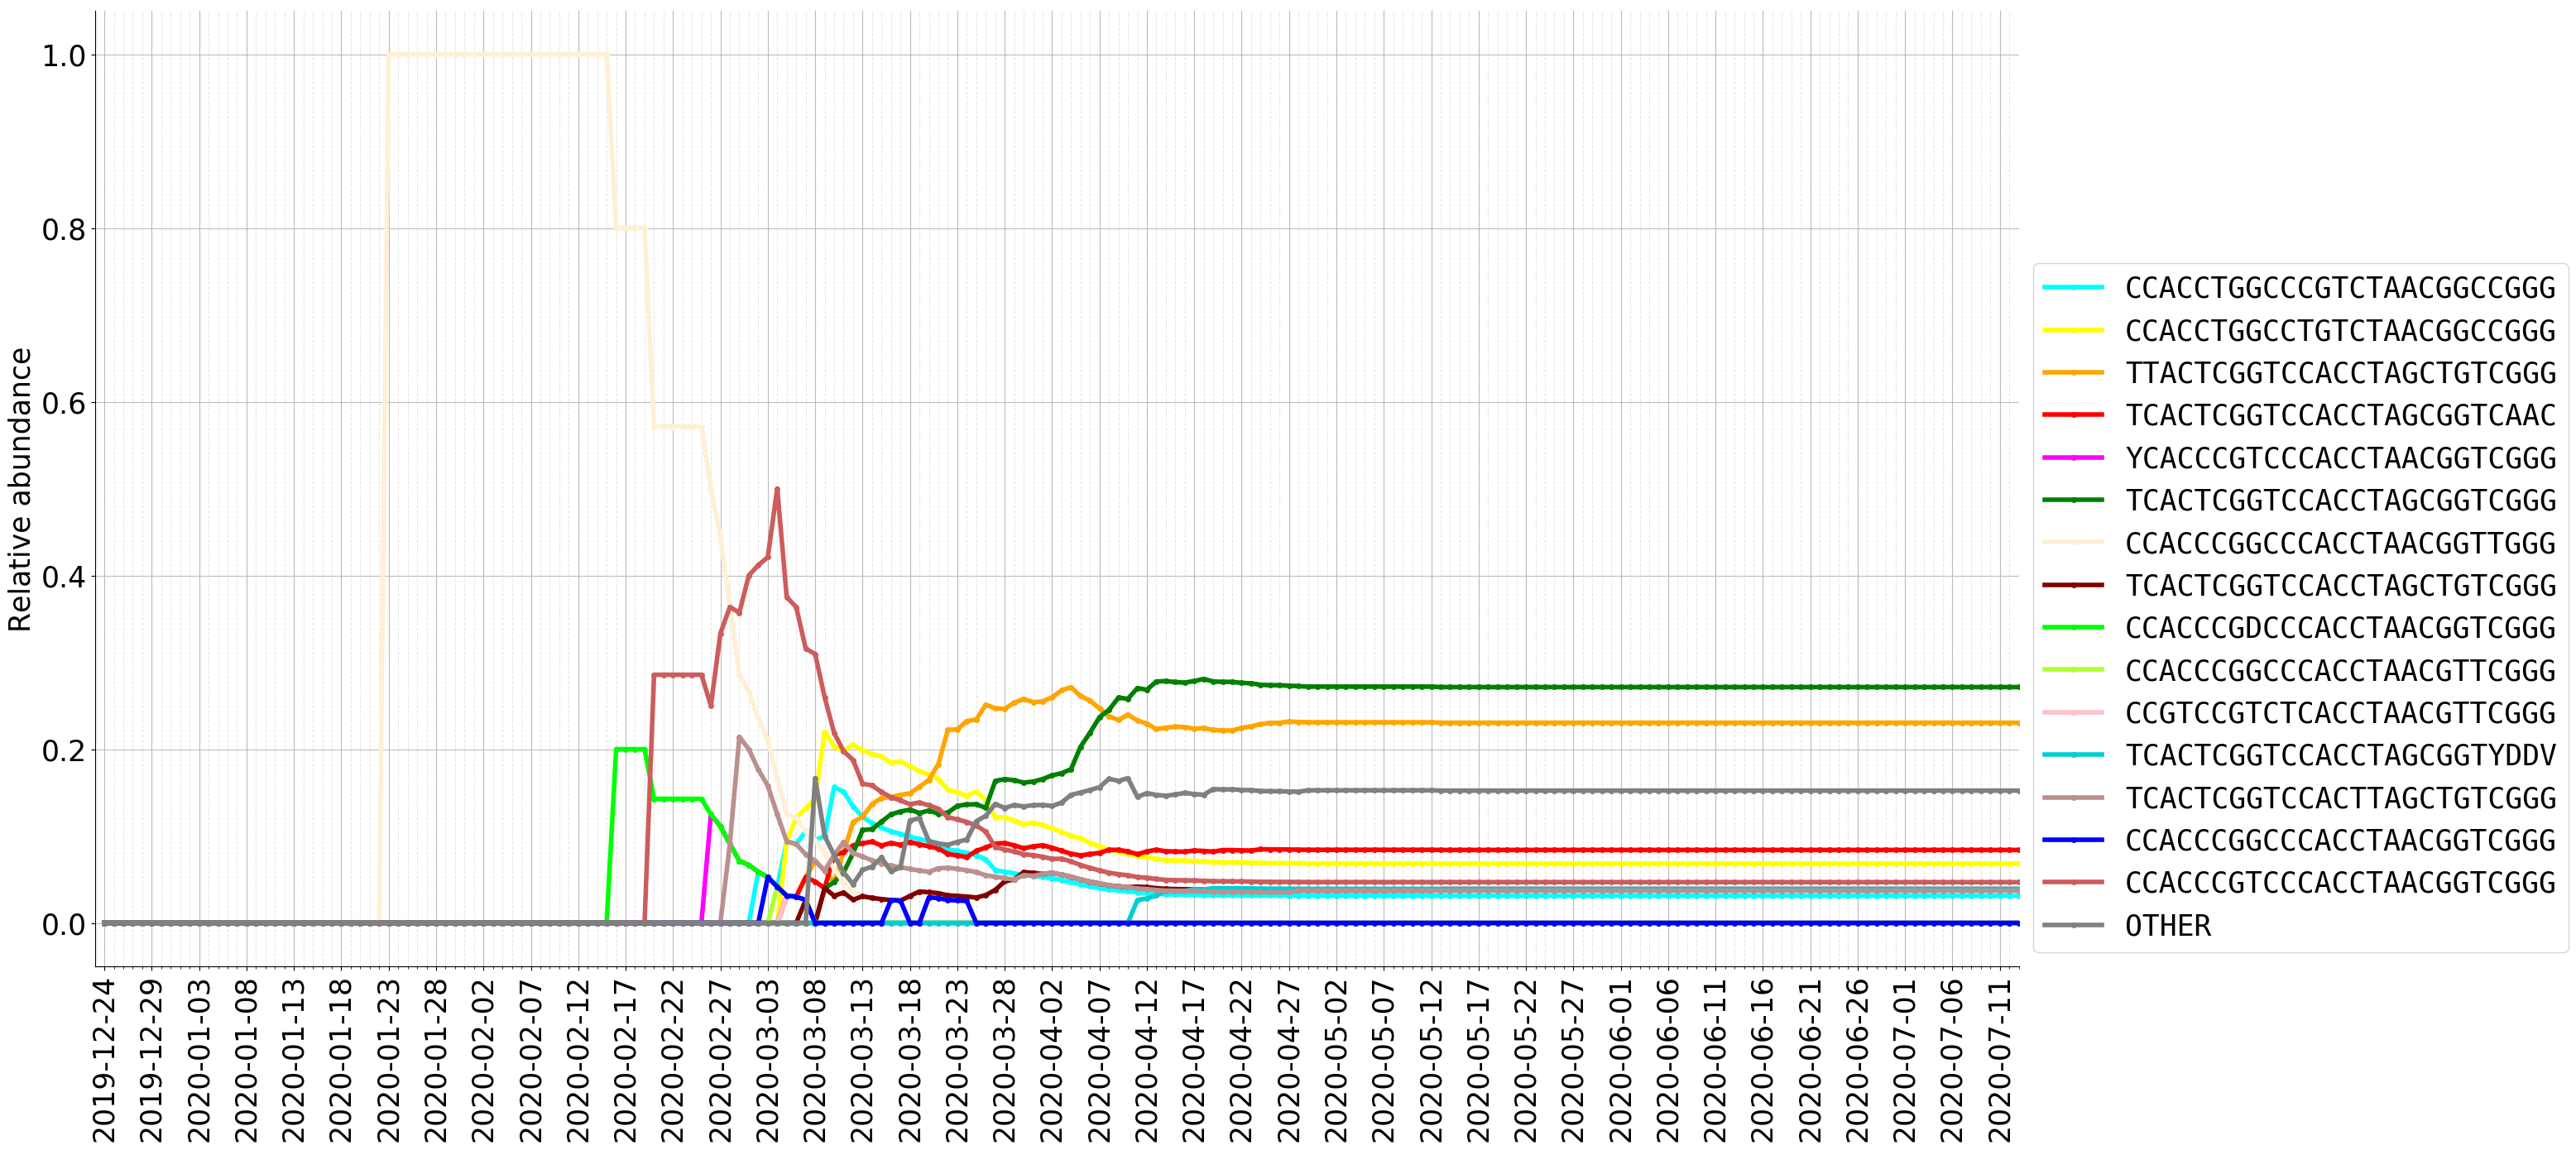 Relative abundance
1.0
0.8
0.6
0.4
0.2
0.0
2019-12-24
2019-12-29
2020-01-03
2020-01-08
2020-01-13
2020-01-18
2020-01-23
2020-01-28
2020-02-02
2020-02-07
2020-02-12
2020-02-17
2020-02-22
2020-02-27
2020-03-03
2020-03-08
2020-03-13
2020-03-18
2020-03-23
2020-03-28
2020-04-02
2020-04-07
2020-04-12
2020-04-17
2020-04-22
2020-04-27
2020-05-02
2020-05-07
2020-05-12
2020-05-17
2020-05-22
2020-05-27
2020-06-01
2020-06-06
2020-06-11
2020-06-16
2020-06-21
2020-06-26
2020-07-01
2020-07-06
2020-07-11
CCACCTGGCCCGTCTAACGGCCGGG
CCACCTGGCCTGTCTAACGGCCGGG
TTACTCGGTCCACCTAGCTGTCGGG
TCACTCGGTCCACCTAGCGGTCAAC
YCACCCGTCCCACCTAACGGTCGGG
TCACTCGGTCCACCTAGCGGTCGGG
CCACCCGGCCCACCTAACGGTTGGG
TCACTCGGTCCACCTAGCTGTCGGG
CCACCCGDCCCACCTAACGGTCGGG
CCACCCGGCCCACCTAACGTTCGGG
CCGTCCGTCTCACCTAACGTTCGGG
TCACTCGGTCCACCTAGCGGTYDDV
TCACTCGGTCCACTTAGCTGTCGGG
CCACCCGGCCCACCTAACGGTCGGG
CCACCCGTCCCACCTAACGGTCGGG
OTHER